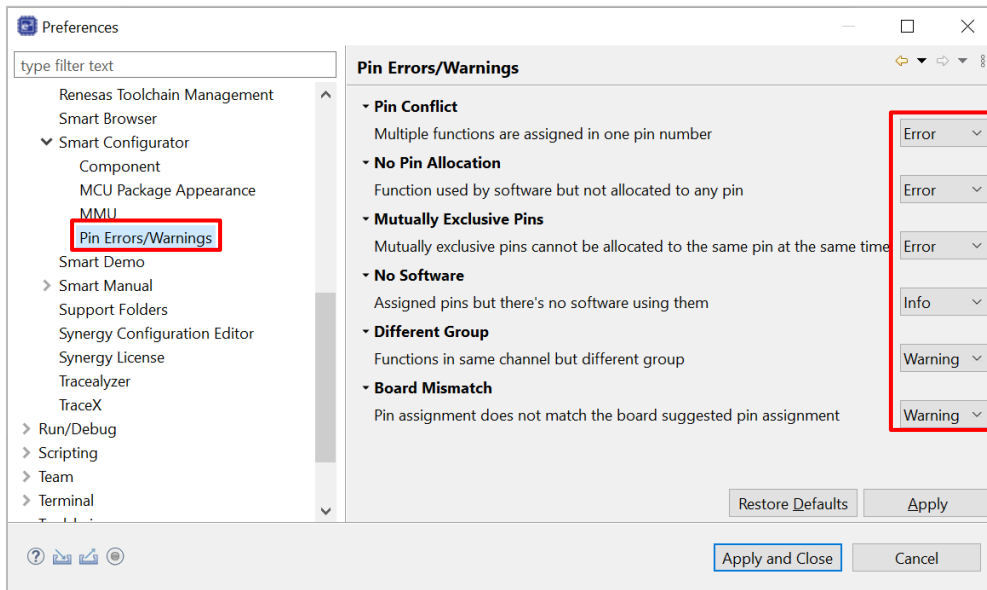 Preferences
type filter text
Renesas Toolchain Management
Smart Browser
Smart Configurator
Component
MCU Package Appearance
MMU
Pin Errors/Warnings
Smart Demo
Smart Manual
Support Folders
Synergy Configuration Editor
Synergy License
Tracealyzer
TraceX
Run/Debug
Scripting
Team
Terminal
Pin Errors/Warnings
Pin Conflict
Multiple functions are assigned in one pin number
Error
No Pin Allocation
Function used by software but not allocated to any pin
Error
Mutually Exclusive Pins
Mutually exclusive pins cannot be allocated to the same pin at the same time
Error
No Software
Assigned pins but there's no software using them
Info
Different Group
Functions in same channel but different group
Warning
Board Mismatch
Pin assignment does not match the board suggested pin assignment
Warning
Restore Defaults
Apply
Apply and Close
Cancel